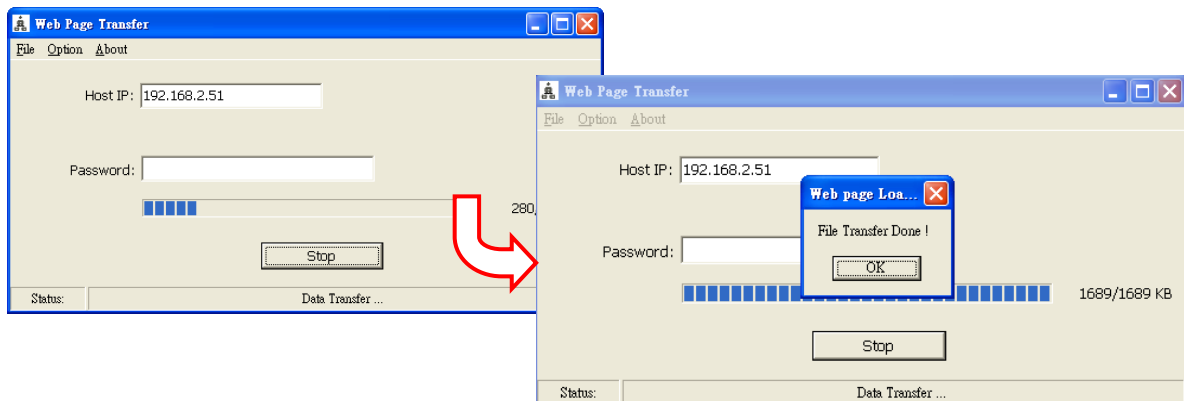 Web Page Transfer
File Option About
Host IP: 192.168.2.51
Password:
280,
Stop
Status: Data Transfer ...
Web Page Transfer
File Option About
Host IP: 192.168.2.51
Web page Loa...
File Transfer Done !
OK
Password:
1689/1689 KB
Stop
Status: Data Transfer ...